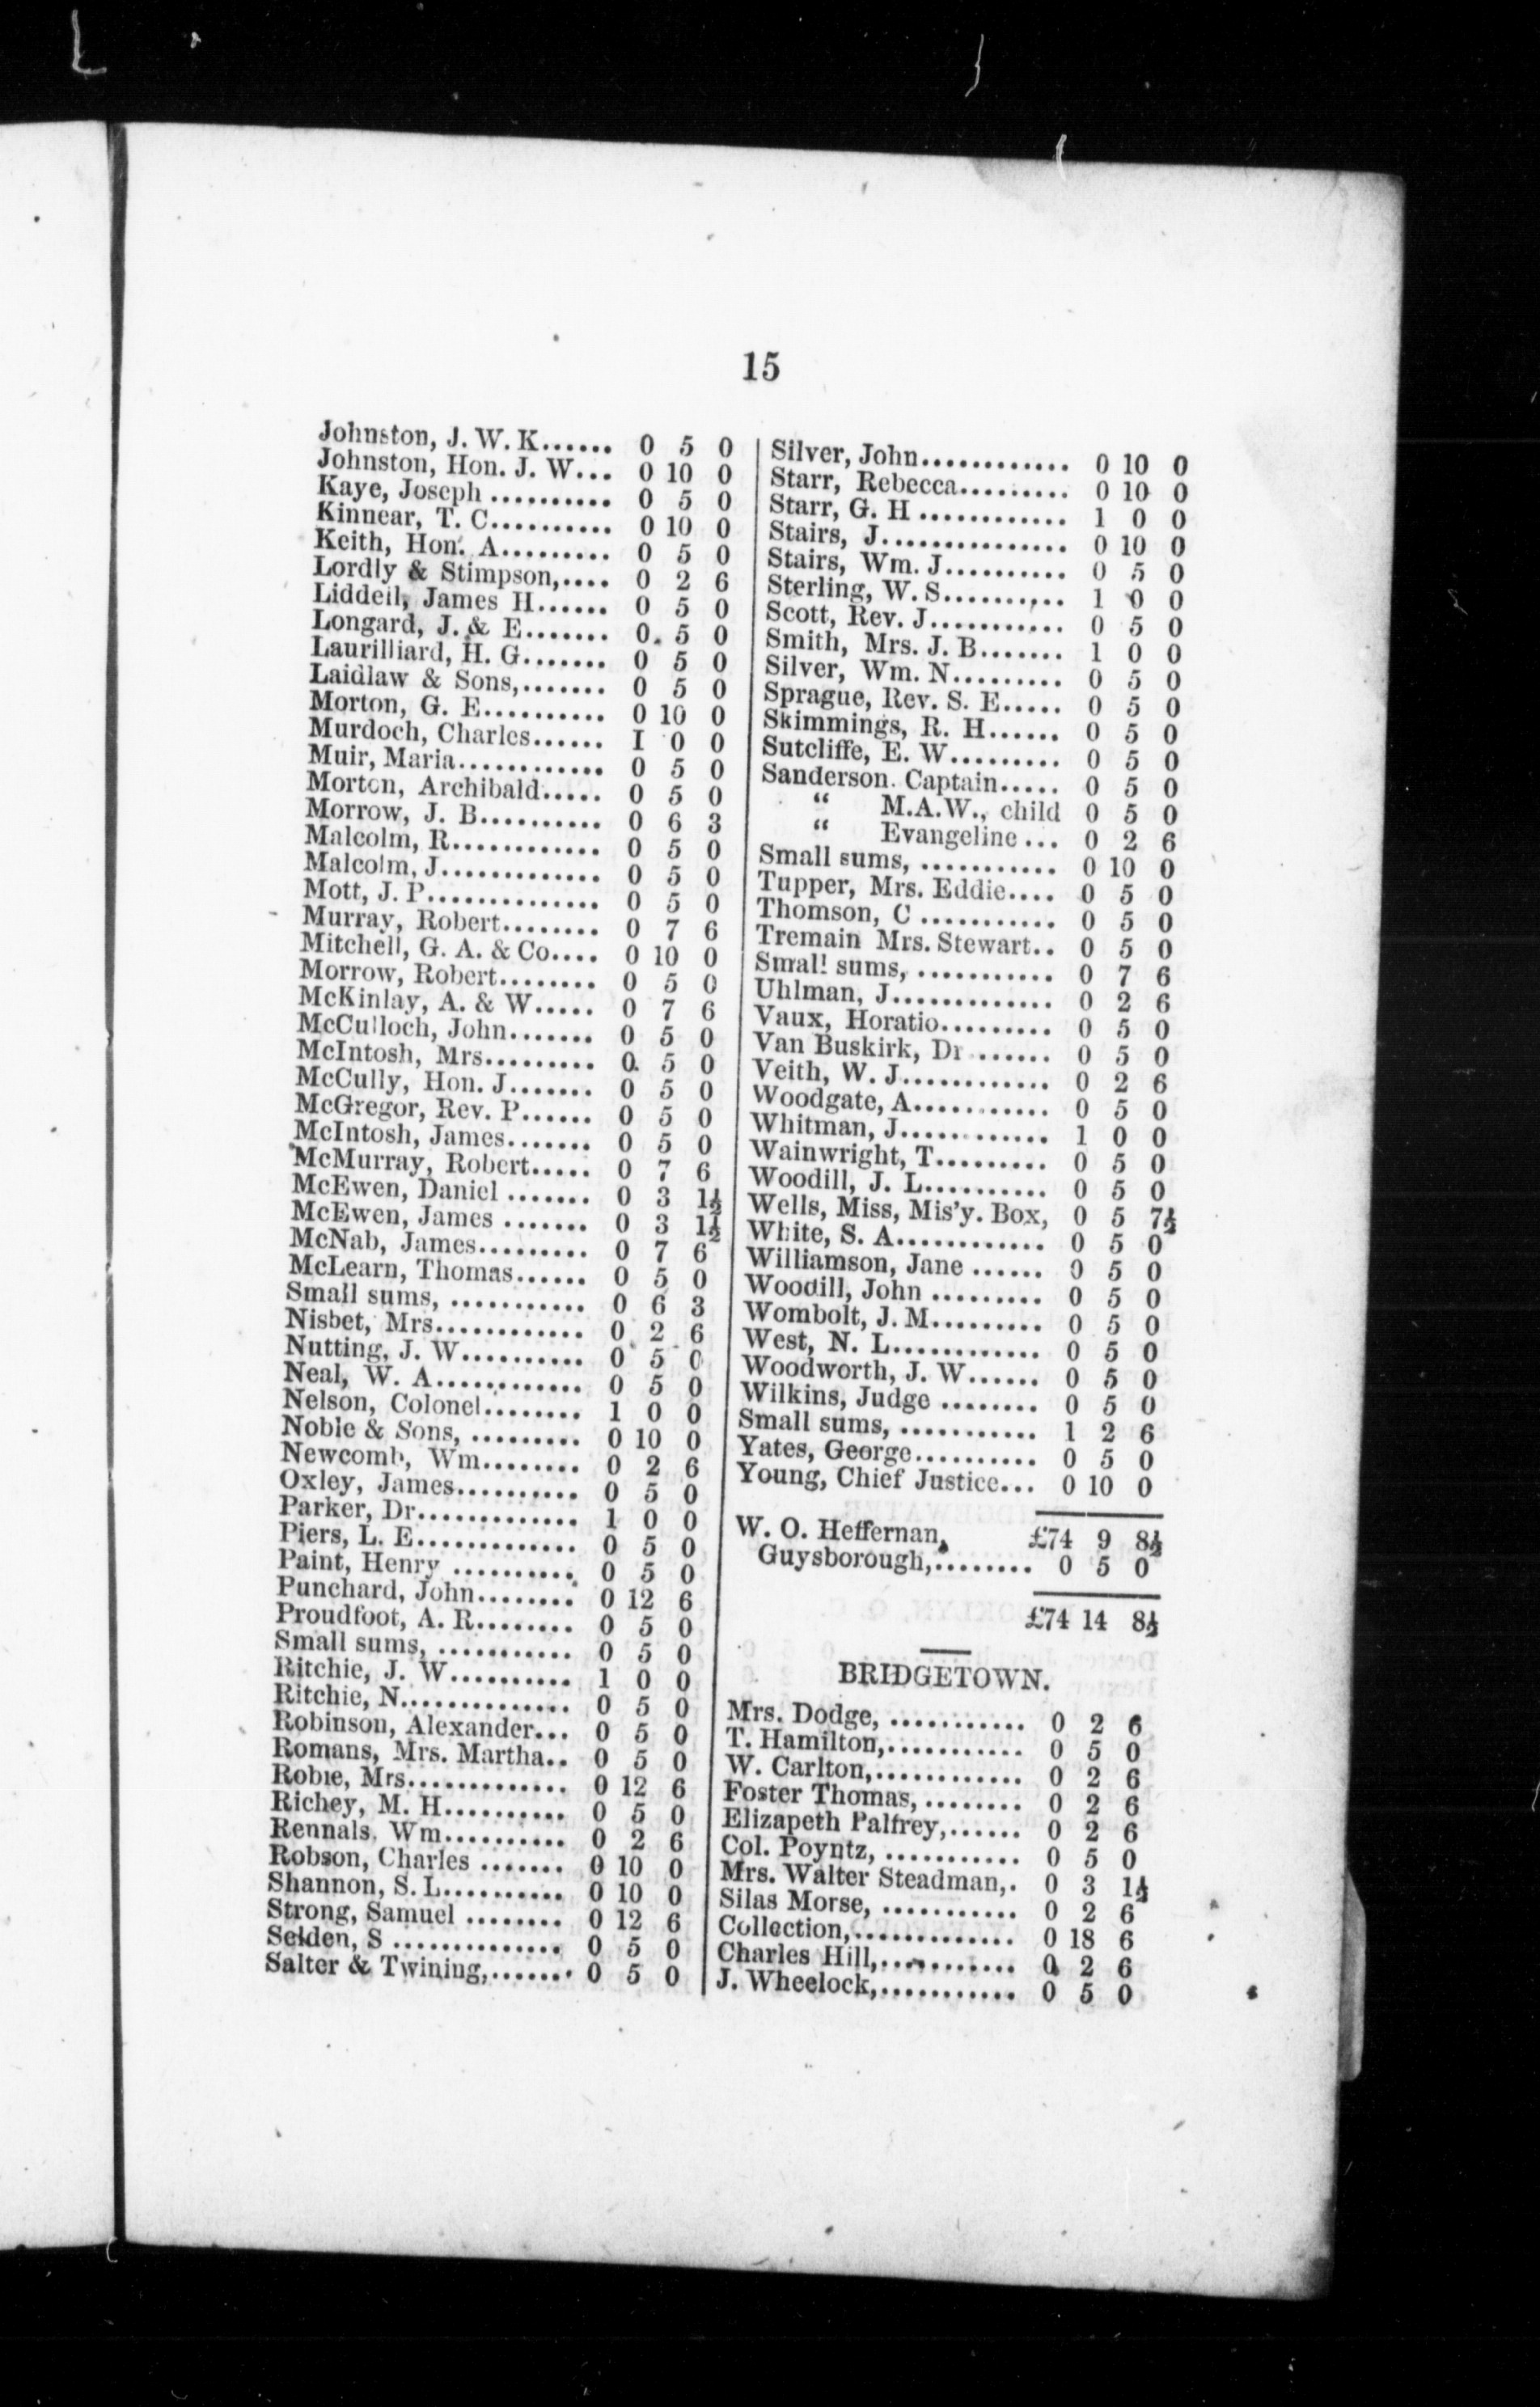 15
Johnston, J. W. K...... 0 5 0
Johnston, Hon. J. W... 0 10 0
Kaye, Joseph .......... 0 5 0
Kinnear, T. C.......... 0 10 0
Keith, Hon. A......... 0 5 0
Lordly & Stimpson,.... 0 2 6
Liddell, James H...... 0 5 0
Longard, J. & E....... 0 5 0
Laurilliard, H. G....... 0 5 0
Laidlaw & Sons,....... 0 5 0
Morton, G. E.......... 0 10 0
Murdoch, Charles...... 1 0 0
Muir, Maria............ 0 5 0
Morton, Archibald..... 0 5 0
Morrow, J. B.......... 0 6 3
Malcolm, R............ 0 5 0
Malcolm, J............. 0 5 0
Mott, J. P.............. 0 5 0
Murray, Robert........ 0 7 6
Mitchell, G. A. & Co.... 0 10 0
Morrow, Robert........ 0 5 0
McKinlay, A. & W..... 0 7 6
McCulloch, John....... 0 5 0
McIntosh, Mrs......... 0 5 0
McCully, Hon. J....... 0 5 0
McGregor, Rev. P...... 0 5 0
McIntosh, James....... 0 5 0
McMurray, Robert..... 0 7 6
McEwen, Daniel ....... 0 3 1½
McEwen, James ....... 0 3 1½
McNab, James......... 0 7 6
McLearn, Thomas...... 0 5 0
Small sums, ........... 0 6 3
Nisbet, Mrs............ 0 2 6
Nutting, J. W.......... 0 5 0
Neal, W. A............ 0 5 0
Nelson, Colonel........ 1 0 0
Noble & Sons, ......... 0 10 0
Newcomb, Wm........ 0 2 6
Oxley, James.......... 0 5 0
Parker, Dr............. 1 0 0
Piers, L. E............. 0 5 0
Paint, Henry .......... 0 5 0
Punchard, John........ 0 12 6
Proudfoot, A. R........ 0 5 0
Small sums, ........... 0 5 0
Ritchie, J. W.......... 1 0 0
Ritchie, N.............. 0 5 0
Robinson, Alexander... 0 5 0
Romans, Mrs. Martha.. 0 5 0
Robie, Mrs............. 0 12 6
Richey, M. H.......... 0 5 0
Rennals, Wm.......... 0 2 6
Robson, Charles ....... 0 10 0
Shannon, S. L.......... 0 10 0
Strong, Samuel ........ 0 12 6
Selden, S .............. 0 5 0
Salter & Twining,....... 0 5 0
Silver, John............ 0 10 0
Starr, Rebecca......... 0 10 0
Starr, G. H ............ 1 0 0
Stairs, J............... 0 10 0
Stairs, Wm. J.......... 0 5 0
Sterling, W. S.......... 1 0 0
Scott, Rev. J........... 0 5 0
Smith, Mrs. J. B....... 1 0 0
Silver, Wm. N......... 0 5 0
Sprague, Rev. S. E..... 0 5 0
Skimmings, R. H...... 0 5 0
Sutcliffe, E. W......... 0 5 0
Sanderson. Captain..... 0 5 0
“ M.A.W., child 0 5 0
“ Evangeline... 0 2 6
Small sums, ........... 0 10 0
Tupper, Mrs. Eddie.... 0 5 0
Thomson, C ........... 0 5 0
Tremain Mrs. Stewart.. 0 5 0
Small sums, ........... 0 7 6
Uhlman, J............. 0 2 6
Vaux, Horatio......... 0 5 0
Van Buskirk, Dr ...... 0 5 0
Veith, W. J............ 0 2 6
Woodgate, A........... 0 5 0
Whitman, J............ 1 0 0
Wainwright, T......... 0 5 0
Woodill, J. L.......... 0 5 0
Wells, Miss, Mis'y. Box, 0 5 7½
White, S. A............ 0 5 0
Williamson, Jane ...... 0 5 0
Woodill, John ......... 0 5 0
Wombolt, J. M......... 0 5 0
West, N. L............ 0 5 0
Woodworth, J. W...... 0 5 0
Wilkins, Judge ........ 0 5 0
Small sums, ........... 1 2 6
Yates, George.......... 0 5 0
Young, Chief Justice... 0 10 0
£74 9 8½
W. O. Heffernan,
Guysborough,........ 0 5 0
£74 14 8½
BRIDGETOWN.
Mrs. Dodge, ........... 0 2 6
T. Hamilton,........... 0 5 0
W. Carlton,............ 0 2 6
Foster Thomas, ........ 0 2 6
Elizapeth Palfrey,...... 0 2 6
Col. Poyntz, ........... 0 5 0
Mrs. Walter Steadman,. 0 3 1½
Silas Morse, ........... 0 2 6
Collection,............. 0 18 6
Charles Hill,........... 0 2 6
J. Wheelock,........... 0 5 0